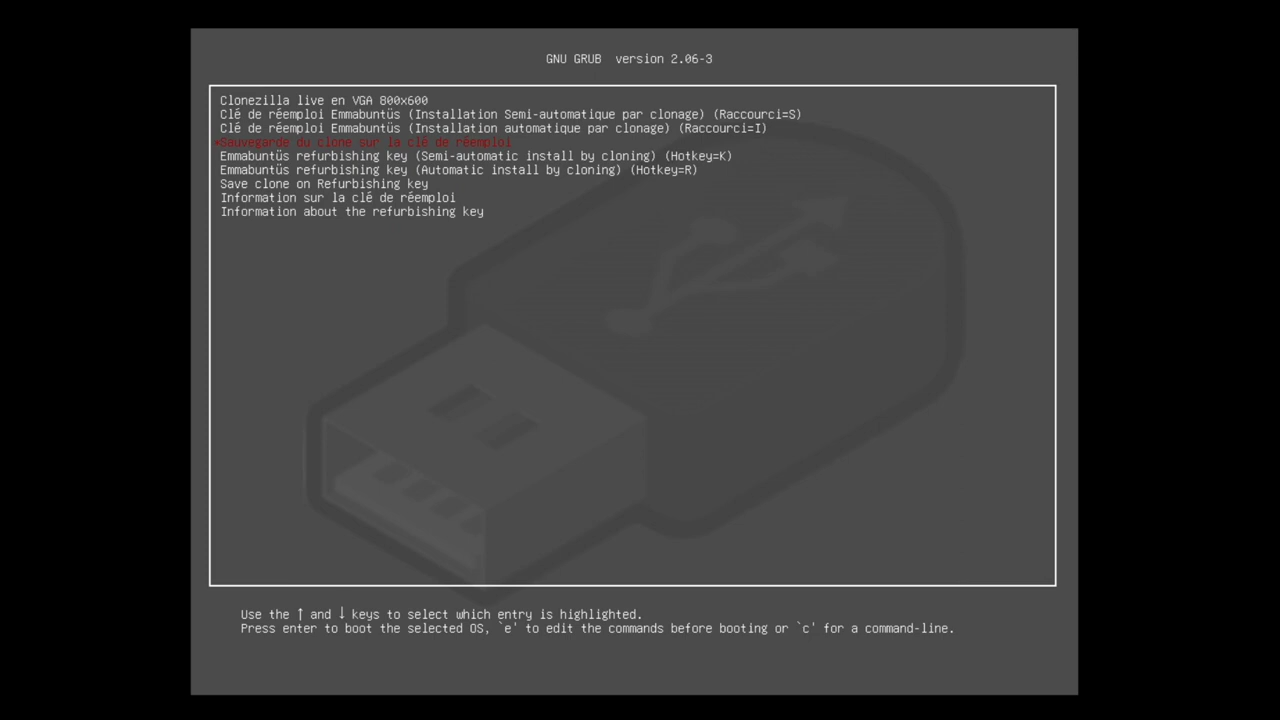 GNU GRUB version 2.06-3
Clonezilla live en VGA 800x600
Clé de réemploi Emmabuntüs (Installation Semi-automatique par clonage) (Raccourci=S)
Clé de réemploi Emmabuntüs (Installation automatique par clonage) (Raccourci=I)
*Sauvegarde du clone sur la clé de réemploi
Emmabuntüs refurbishing key (Semi-automatic install by cloning) (Hotkey=K)
Emmabuntüs refurbishing key (Automatic install by cloning) (Hotkey=R)
Save clone on Refurbishing key
Information sur la clé de réemploi
Information about the refurbishing key
Use the ↑ and ↓ keys to select which entry is highlighted.
Press enter to boot the selected OS, `e' to edit the commands before booting or `c' for a command-line.